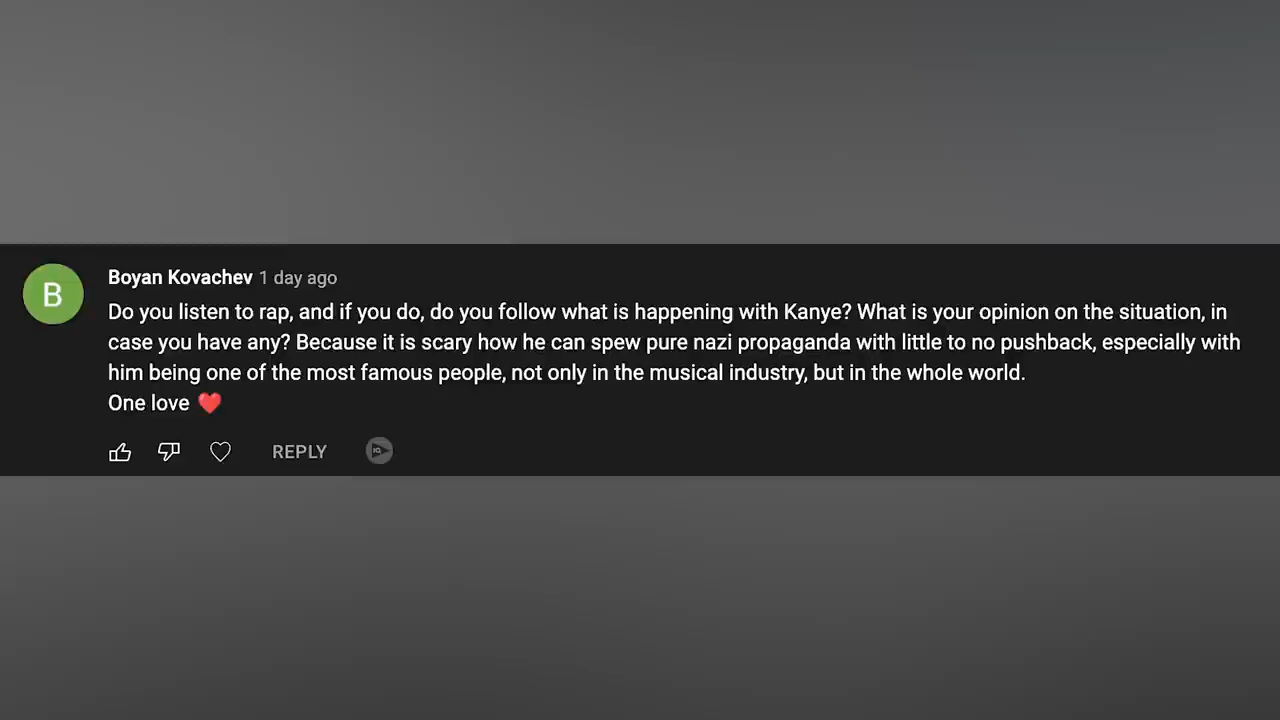 B
Boyan Kovachev 1 day ago
Do you listen to rap, and if you do, do you follow what is happening with Kanye? What is your opinion on the situation, in
case you have any? Because it is scary how he can spew pure nazi propaganda with little to no pushback, especially with
him being one of the most famous people, not only in the musical industry, but in the whole world.
One love ❤️
REPLY